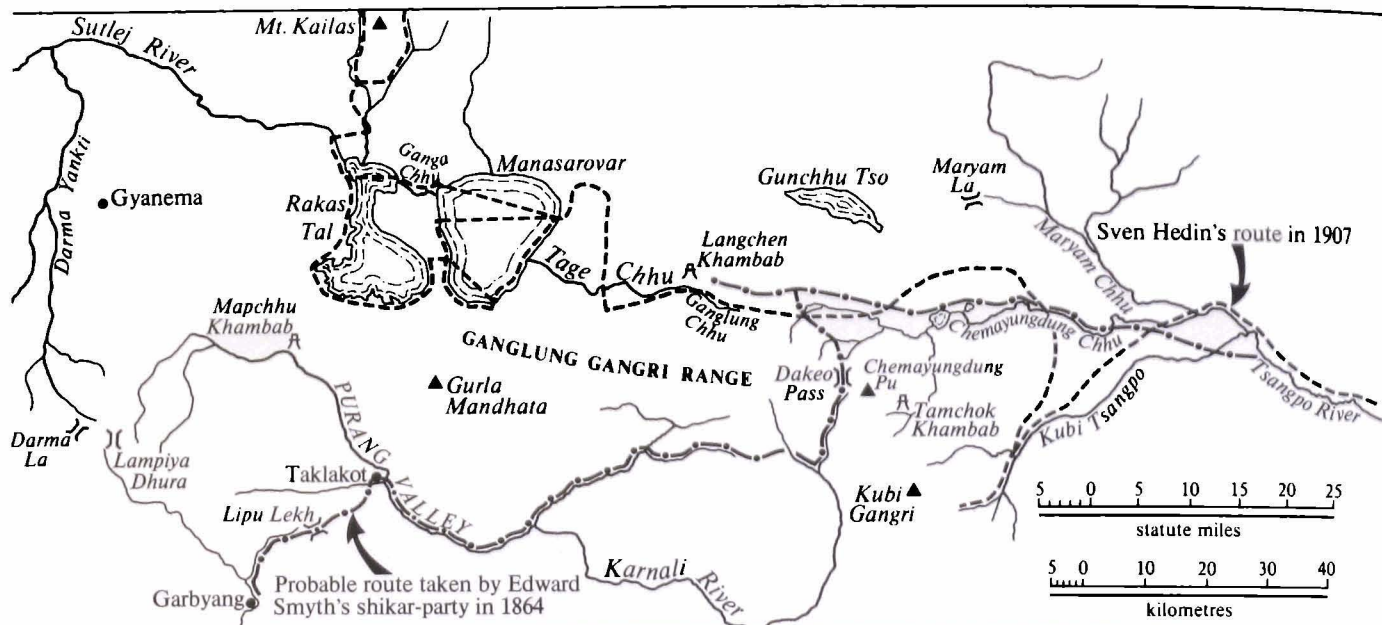 Mt. Kailas
Sutlej River
Darma Yankti
Gyanema
Ganga
Chhu
Manasarovar
Rakas
Tal
Gunchhu Tso
Maryam
La
Sven Hedin's route in 1907
Maryam Chhu
Langchen
Khambab
Tage Chhu
Ganglung
Chhu
Mapchhu
Khambab
GANGLUNG GANGRI RANGE
Chemayungdung Chhu
Dakeo
Pass
Chemayungdung
Pu
Gurla
Mandhata
Tamchok
Khambab
Tsangpo River
Kubi Tsangpo
PURANG VALLEY
Darma
La
Lampiya
Dhura
Taklakot
Lipu Lekh
Kubi
Gangri
5 0 5 10 15 20 25
statute miles
Karnali River
Probable route taken by Edward
Smyth's shikar-party in 1864
Garbyang
5 0 10 20 30 40
kilometres